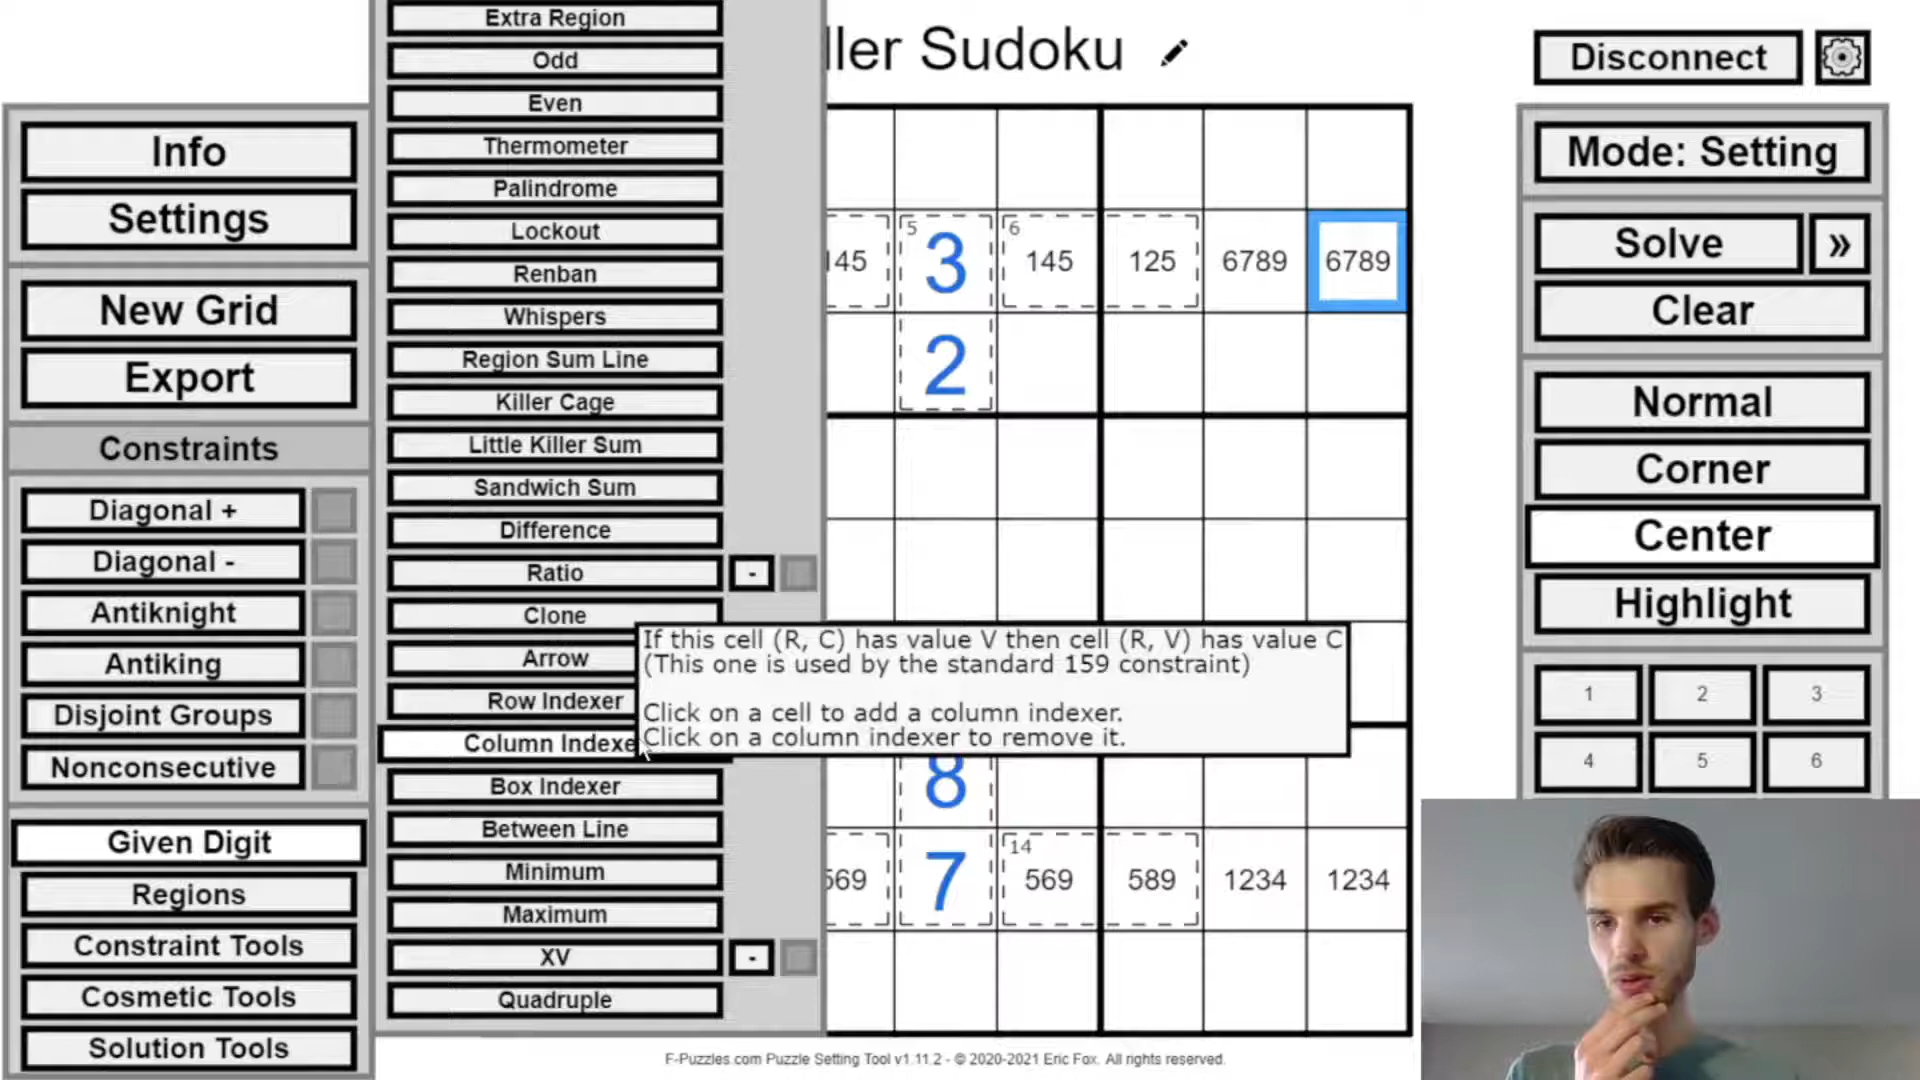 Extra Region
ller Sudoku
Disconnect
Odd
Even
Info
Thermometer
Mode: Setting
Palindrome
Settings
Lockout
5
3
6
145
145
125
6789
6789
Solve
»
Renban
New Grid
Whispers
Clear
Region Sum Line
2
Export
Killer Cage
Normal
Constraints
Little Killer Sum
Corner
Sandwich Sum
Diagonal +
Difference
Center
Diagonal -
Ratio
-
Antiknight
Clone
Highlight
If this cell (R, C) has value V then cell (R, V) has value C
(This one is used by the standard 159 constraint)
Antiking
Arrow
Row Indexer
1
2
3
Disjoint Groups
Click on a cell to add a column indexer.
Column Indexe
Click on a column indexer to remove it.
Nonconsecutive
4
5
6
Box Indexer
8
Given Digit
Between Line
Minimum
569
7
14
569
589
1234
1234
Regions
Maximum
Constraint Tools
XV
-
Cosmetic Tools
Quadruple
Solution Tools
F-Puzzles.com Puzzle Setting Tool v1.11.2 - © 2020-2021 Eric Fox. All rights reserved.